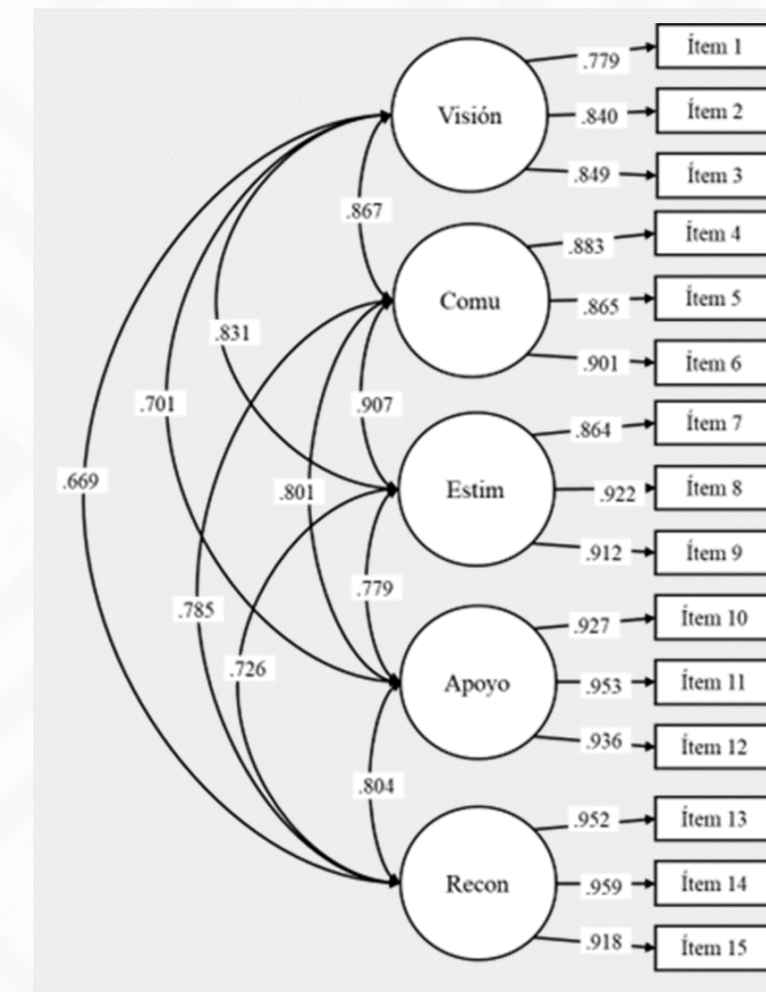 Visión
.779
Ítem 1
.840
Ítem 2
.849
Ítem 3
.867
Comu
.883
Ítem 4
.865
Ítem 5
.901
Ítem 6
.831
.701
.907
Estim
.864
Ítem 7
.922
Ítem 8
.912
Ítem 9
.669
.801
.779
.785
.726
Apoyo
.927
Ítem 10
.953
Ítem 11
.936
Ítem 12
.804
Recon
.952
Ítem 13
.959
Ítem 14
.918
Ítem 15